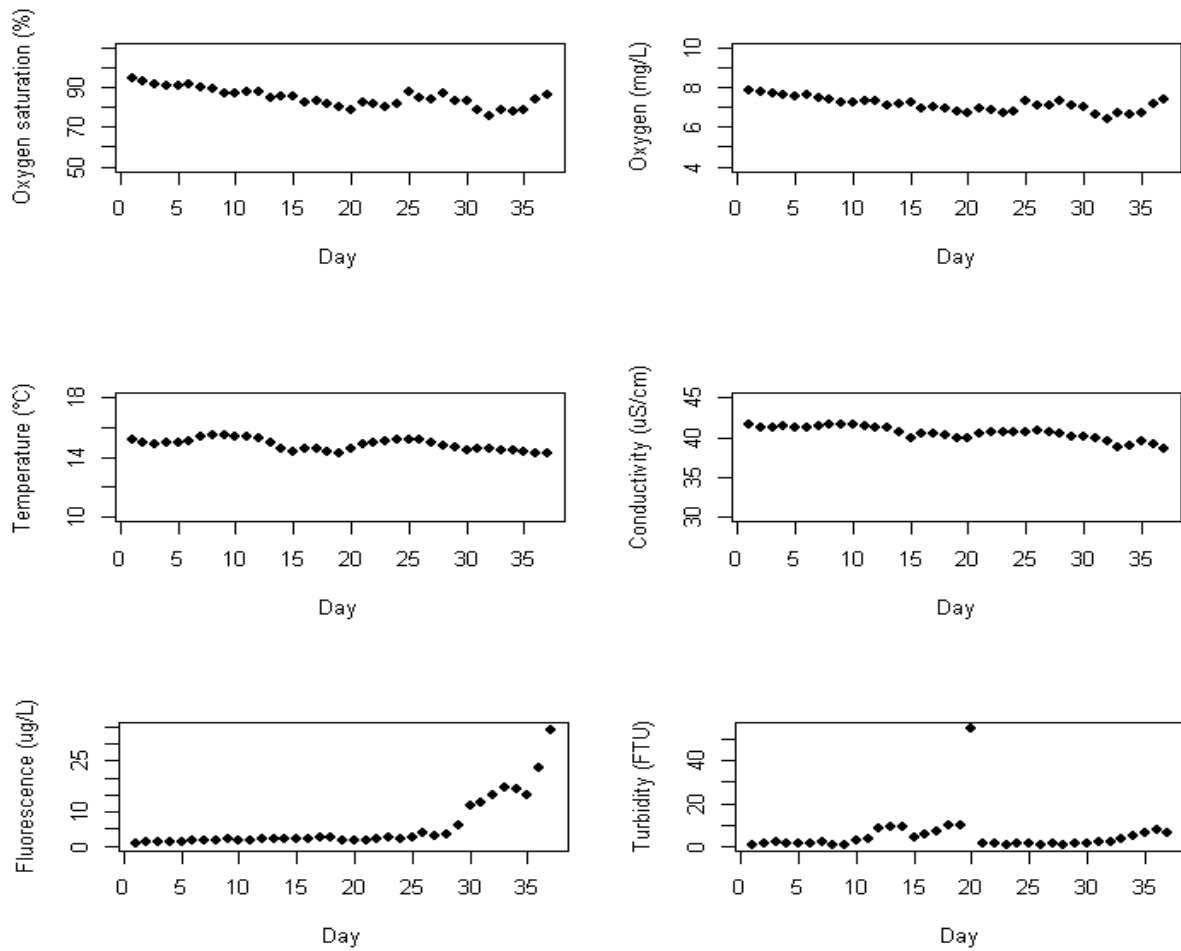 Oxygen saturation (%)
50 70 90
0 5 10 15 20 25 30 35
Day
Oxygen (mg/L)
4 6 8 10
0 5 10 15 20 25 30 35
Day
Temperature (°C)
10 14 18
0 5 10 15 20 25 30 35
Day
Conductivity (uS/cm)
30 35 40 45
0 5 10 15 20 25 30 35
Day
Fluorescence (ug/L)
0 10 25
0 5 10 15 20 25 30 35
Day
Turbidity (FTU)
0 20 40
0 5 10 15 20 25 30 35
Day